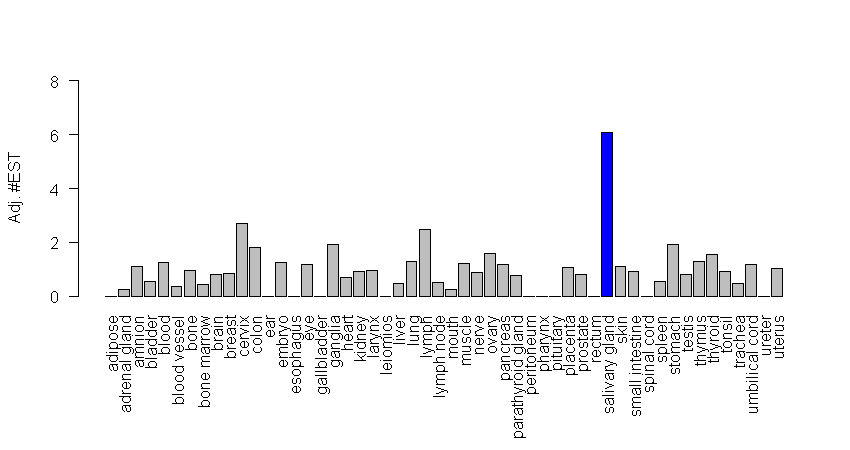 Adj. #EST
8
6
4
2
0
adipose
adrenal gland
amnion
bladder
blood
blood vessel
bone
bone marrow
brain
breast
cervix
colon
ear
embryo
esophagus
eye
gallbladder
ganglia
heart
kidney
larynx
leiomios
liver
lung
lymph
lymph node
mouth
muscle
nerve
ovary
pancreas
parathyroid gland
peritoneum
pharynx
pituitary
placenta
prostate
rectum
salivary gland
skin
small intestine
spinal cord
spleen
stomach
testis
thymus
thyroid
tonsil
trachea
umbilical cord
ureter
uterus